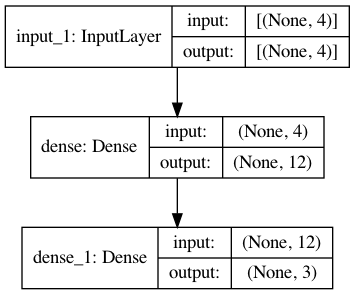 input_1: InputLayer
input: [(None, 4)]
output: [(None, 4)]
dense: Dense
input: (None, 4)
output: (None, 12)
dense_1: Dense
input: (None, 12)
output: (None, 3)